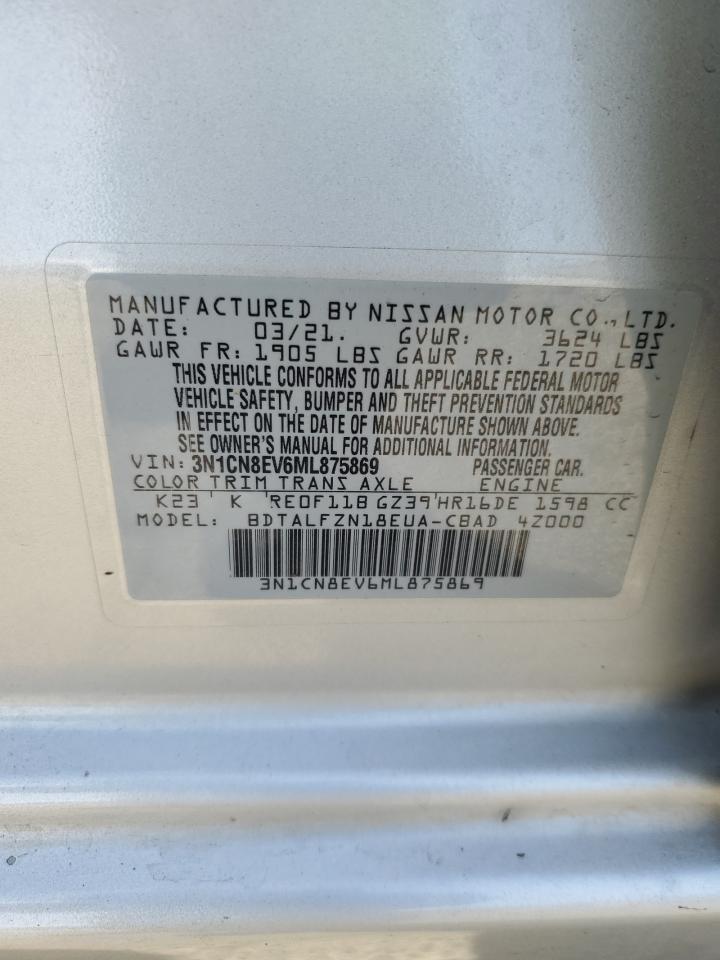 MANUFACTURED BY NISSAN MOTOR CO., LTD.
DATE: 03/21. GVWR: 3624 LBS
GAWR FR: 1905 LBS GAWR RR: 1720 LBS
THIS VEHICLE CONFORMS TO ALL APPLICABLE FEDERAL MOTOR
VEHICLE SAFETY, BUMPER AND THEFT PREVENTION STANDARDS
IN EFFECT ON THE DATE OF MANUFACTURE SHOWN ABOVE.
SEE OWNER'S MANUAL FOR ADDITIONAL INFORMATION.
VIN: 3N1CN8EV6ML875869 PASSENGER CAR.
COLOR TRIM TRANS AXLE ENGINE
K23 K RE0F11B GZ39 HR16DE 1598 CC
MODEL: BDTALFZN18EUA-CBAD 4Z000
3N1CN8EV6ML875869